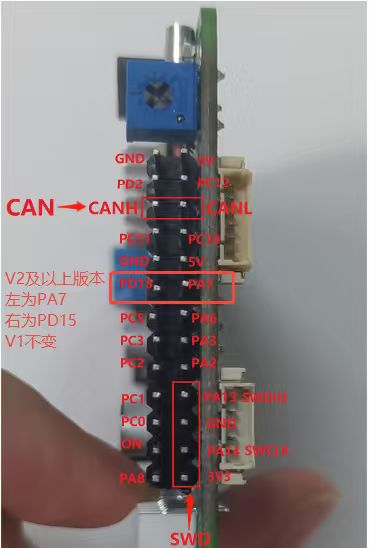 GND 5V
PD2 PC12
CAN CANH CANL
PC11 PC10
GND 5V
PD15 PA7
V2及以上版本
左为PA7
右为PD15
V1不变
PC5 PA6
PC3 PA3
PC2 PA2
PC1 PA13 SWDIO
PC0 GND
ON PA14 SWCLK
PA8 3V3
SWD